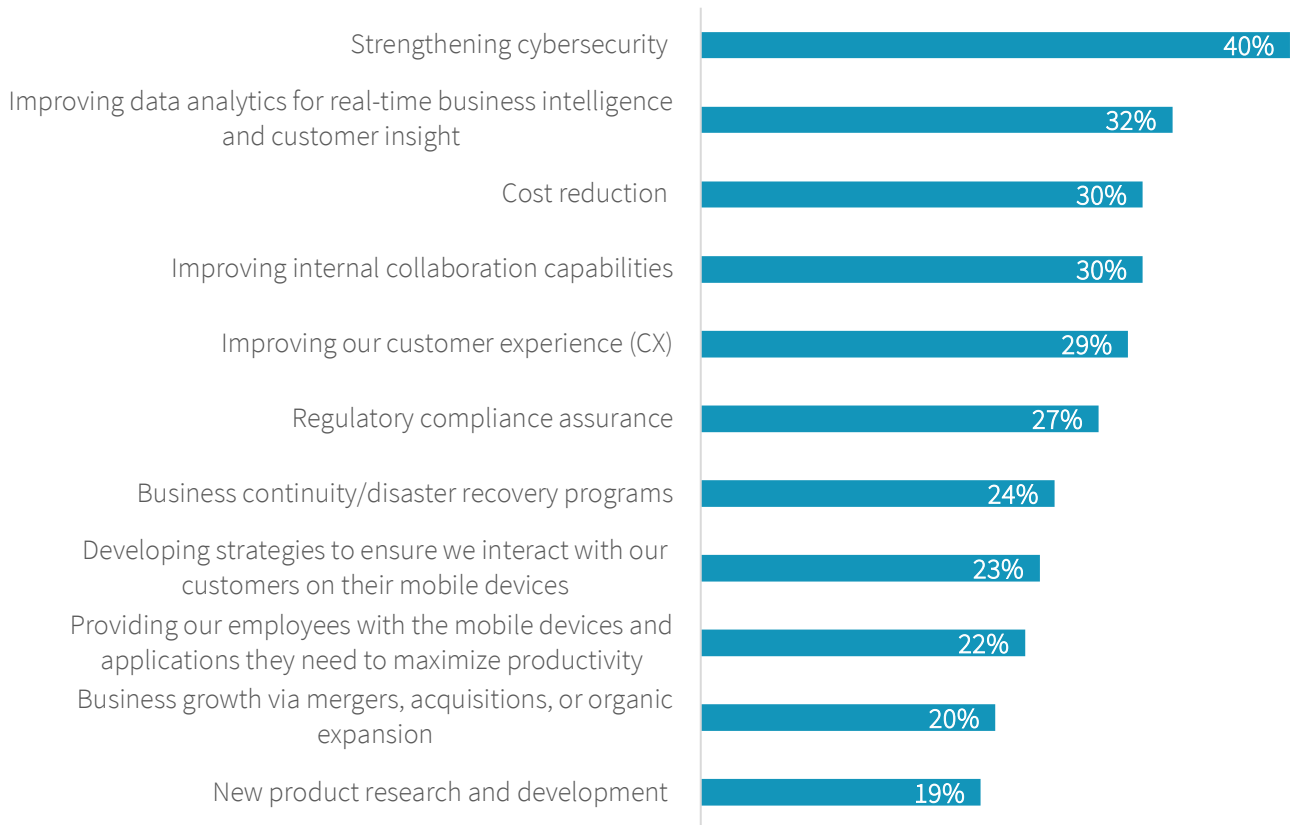 Strengthening cybersecurity
40%
Improving data analytics for real-time business intelligence
and customer insight
32%
Cost reduction
30%
Improving internal collaboration capabilities
30%
Improving our customer experience (CX)
29%
Regulatory compliance assurance
27%
Business continuity/disaster recovery programs
24%
Developing strategies to ensure we interact with our
customers on their mobile devices
23%
Providing our employees with the mobile devices and
applications they need to maximize productivity
22%
Business growth via mergers, acquisitions, or organic
expansion
20%
New product research and development
19%